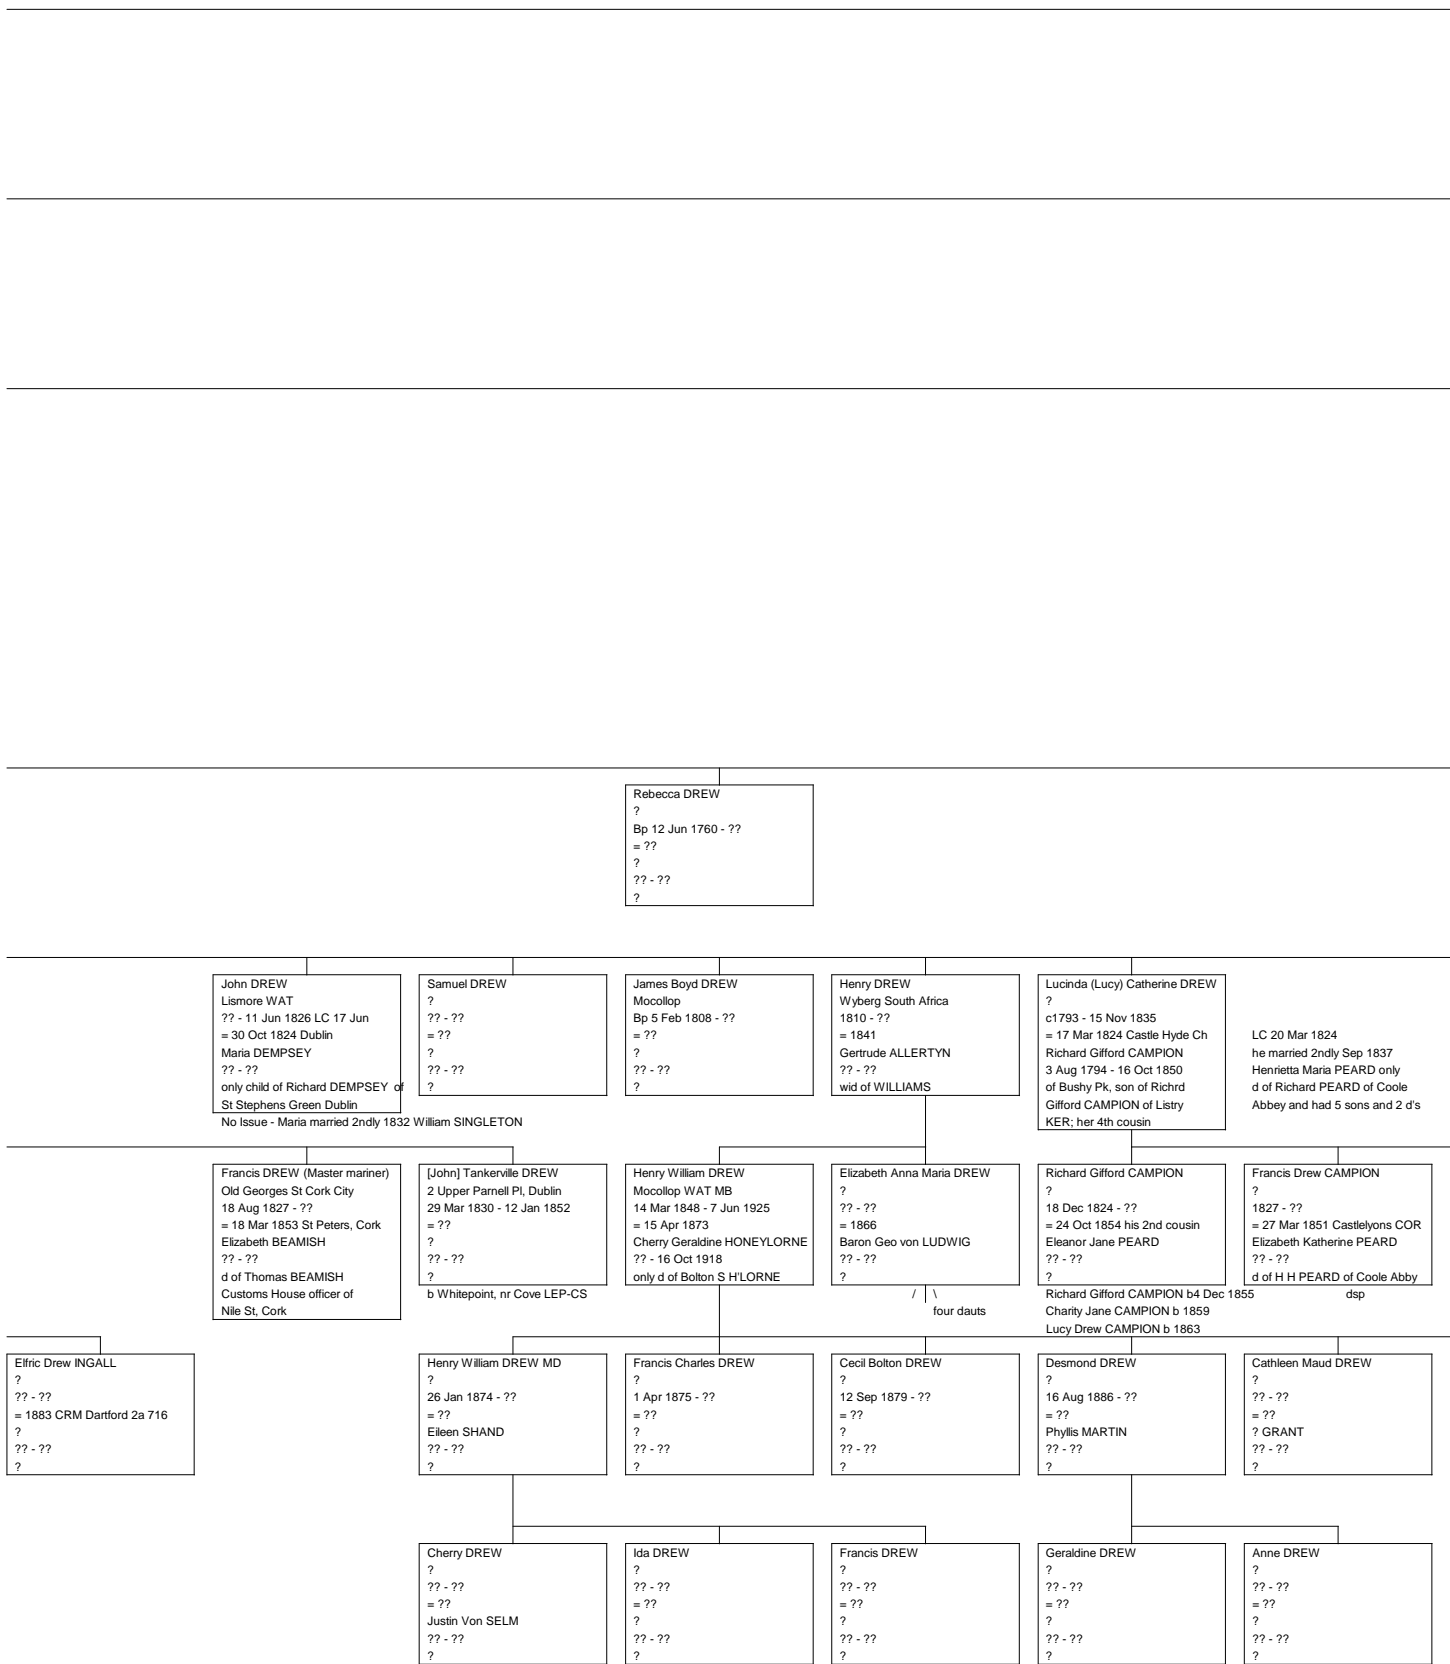 Rebecca DREW
?
Bp 12 Jun 1760 - ??
= ??
?
?? - ??
?
John DREW
Lismore WAT
?? - 11 Jun 1826 LC 17 Jun
= 30 Oct 1824 Dublin
Maria DEMPSEY
?? - ??
only child of Richard DEMPSEY of
St Stephens Green Dublin
No Issue - Maria married 2ndly 1832 William SINGLETON
Samuel DREW
?
?? - ??
= ??
?
?? - ??
?
James Boyd DREW
Mocollop
Bp 5 Feb 1808 - ??
= ??
?
?? - ??
?
Henry DREW
Wyberg South Africa
1810 - ??
= 1841
Gertrude ALLERTYN
?? - ??
wid of WILLIAMS
Lucinda (Lucy) Catherine DREW
?
c1793 - 15 Nov 1835
= 17 Mar 1824 Castle Hyde Ch
Richard Gifford CAMPION
3 Aug 1794 - 16 Oct 1850
of Bushy Pk, son of Richrd
Gifford CAMPION of Listry
KER; her 4th cousin
LC 20 Mar 1824
he married 2ndly Sep 1837
Henrietta Maria PEARD only
d of Richard PEARD of Coole
Abbey and had 5 sons and 2 d's
Francis DREW (Master mariner)
Old Georges St Cork City
18 Aug 1827 - ??
= 18 Mar 1853 St Peters, Cork
Elizabeth BEAMISH
?? - ??
d of Thomas BEAMISH
Customs House officer of
Nile St, Cork
[John] Tankerville DREW
2 Upper Parnell Pl, Dublin
29 Mar 1830 - 12 Jan 1852
= ??
?
?? - ??
?
b Whitepoint, nr Cove LEP-CS
Henry William DREW
Mocollop WAT MB
14 Mar 1848 - 7 Jun 1925
= 15 Apr 1873
Cherry Geraldine HONEYLORNE
?? - 16 Oct 1918
only d of Bolton S H'LORNE
Elizabeth Anna Maria DREW
?
?? - ??
= 1866
Baron Geo von LUDWIG
?? - ??
?
/ | \
four dauts
Richard Gifford CAMPION
?
18 Dec 1824 - ??
= 24 Oct 1854 his 2nd cousin
Eleanor Jane PEARD
?? - ??
?
Richard Gifford CAMPION b4 Dec 1855
Charity Jane CAMPION b 1859
Lucy Drew CAMPION b 1863
Francis Drew CAMPION
?
1827 - ??
= 27 Mar 1851 Castlelyons COR
Elizabeth Katherine PEARD
?? - ??
d of H H PEARD of Coole Abby
dsp
Elfric Drew INGALL
?
?? - ??
= 1883 CRM Dartford 2a 716
?
?? - ??
?
Henry William DREW MD
?
26 Jan 1874 - ??
= ??
Eileen SHAND
?? - ??
?
Francis Charles DREW
?
1 Apr 1875 - ??
= ??
?
?? - ??
?
Cecil Bolton DREW
?
12 Sep 1879 - ??
= ??
?
?? - ??
?
Desmond DREW
?
16 Aug 1886 - ??
= ??
Phyllis MARTIN
?? - ??
?
Cathleen Maud DREW
?
?? - ??
= ??
? GRANT
?? - ??
?
Cherry DREW
?
?? - ??
= ??
Justin Von SELM
?? - ??
?
Ida DREW
?
?? - ??
= ??
?
?? - ??
?
Francis DREW
?
?? - ??
= ??
?
?? - ??
?
Geraldine DREW
?
?? - ??
= ??
?
?? - ??
?
Anne DREW
?
?? - ??
= ??
?
?? - ??
?